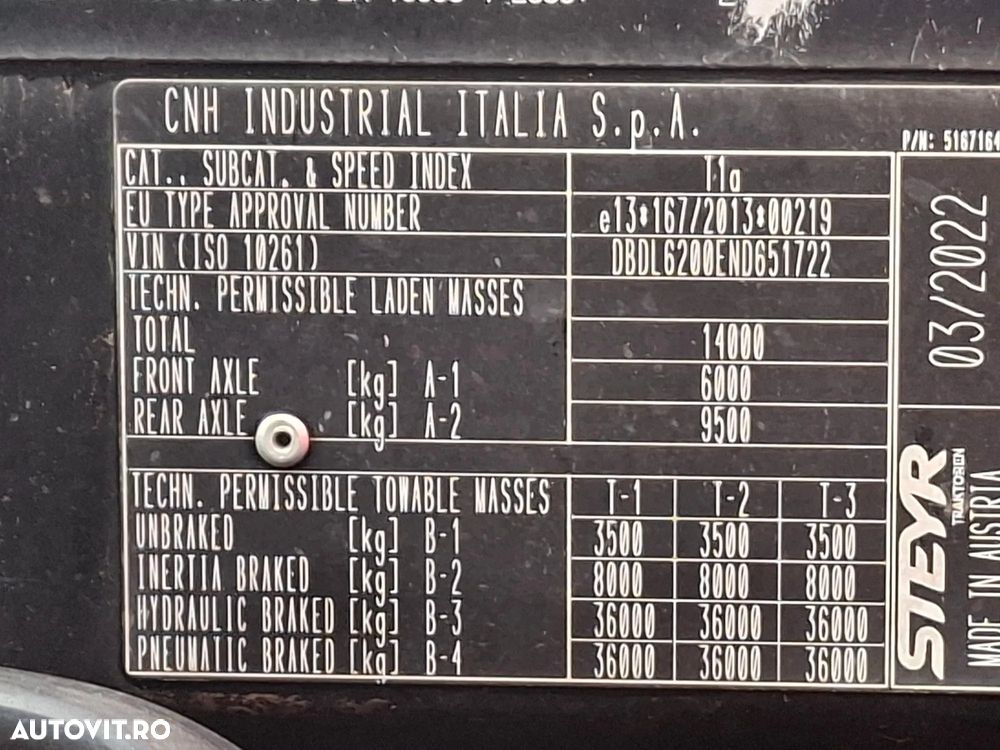 CNH INDUSTRIAL ITALIA S.p.A.
P/N: 5167164
CAT., SUBCAT. & SPEED INDEX T1a
EU TYPE APPROVAL NUMBER e13*167/2013*00219
VIN (ISO 10261) DBDL6200END651722
TECHN. PERMISSIBLE LADEN MASSES
TOTAL 14000
FRONT AXLE [kg] A-1 6000
REAR AXLE [kg] A-2 9500
TECHN. PERMISSIBLE TOWABLE MASSES T-1 T-2 T-3
UNBRAKED [kg] B-1 3500 3500 3500
INERTIA BRAKED [kg] B-2 8000 8000 8000
HYDRAULIC BRAKED [kg] B-3 36000 36000 36000
PNEUMATIC BRAKED [kg] B-4 36000 36000 36000
03/2022
STEYR
TRAKTOREN
MADE IN AUSTRIA
AUTOVIT.RO